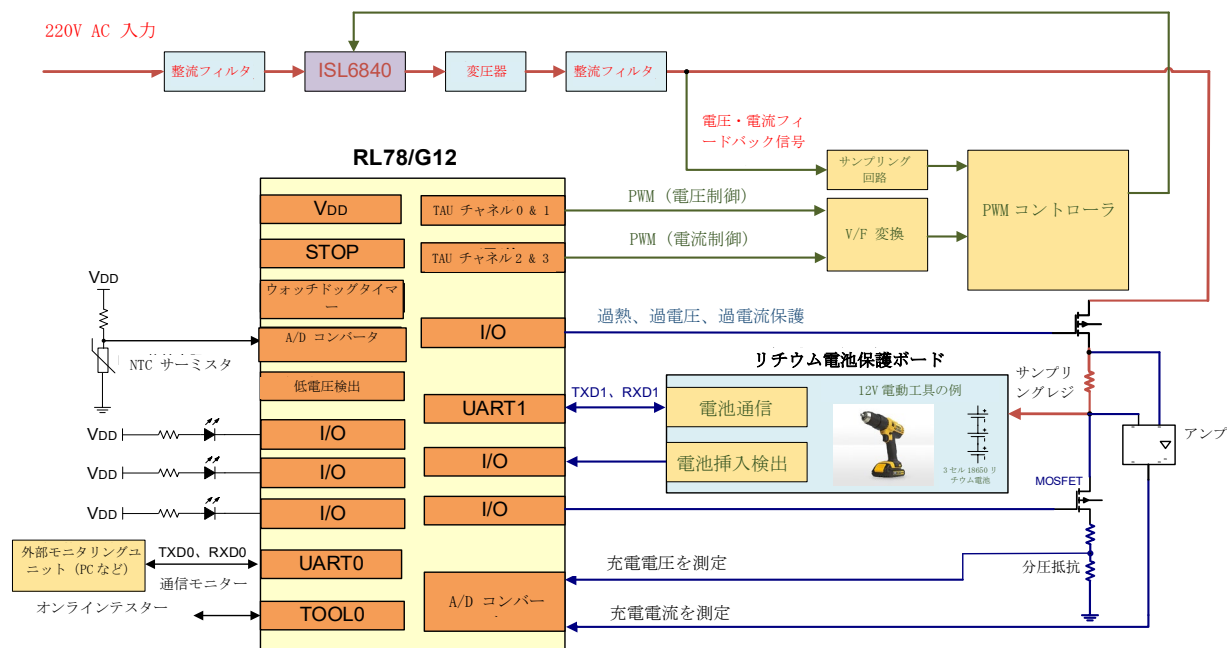 220V AC 入力
整流フィルタ
ISL6840
変圧器
整流フィルタ
電圧・電流フィ
ードバック信号
RL78/G12
サンプリング
回路
PWM コントローラ
VDD
TAU チャネル 0 & 1
PWM (電圧制御)
V/F 変換
STOP
TAU チャネル 2 & 3
PWM (電流制御)
VDD
ウォッチドッグタイマ
ー
A/D コンバータ
I/O
過熱、過電圧、過電流保護
NTC サーミスタ
リチウム電池保護ボード
サンプリ
ングレジ
低電圧検出
UART1
TXD1、RXD1
電池通信
12V 電動工具の例
アンプ
VDD
I/O
VDD
I/O
I/O
電池挿入検出
3 セル 18650 リ
チウム電池
MOSFET
VDD
I/O
I/O
外部モニタリングユ
ニット (PC など)
TXD0、RXD0
通信モニター
UART0
充電電圧を測定
分圧抵抗
オンラインテスター
TOOL0
A/D コンバー
充電電流を測定